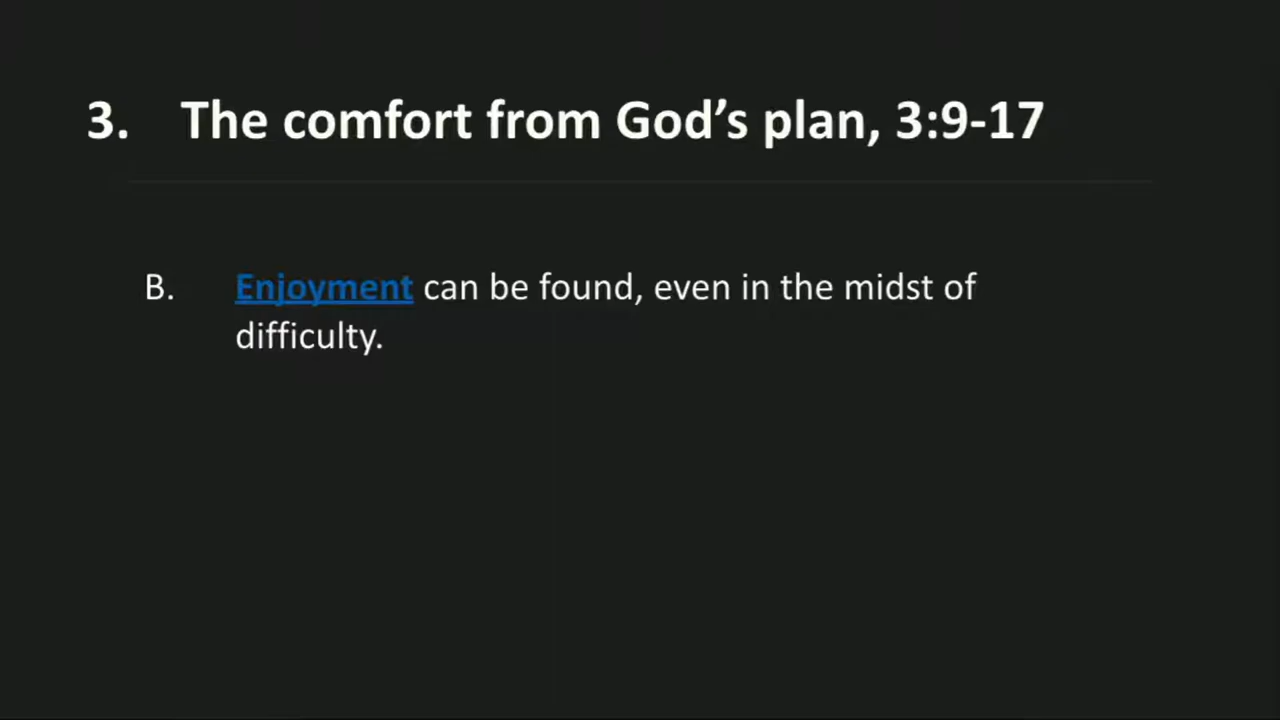 3. The comfort from God’s plan, 3:9-17
B. Enjoyment can be found, even in the midst of
difficulty.